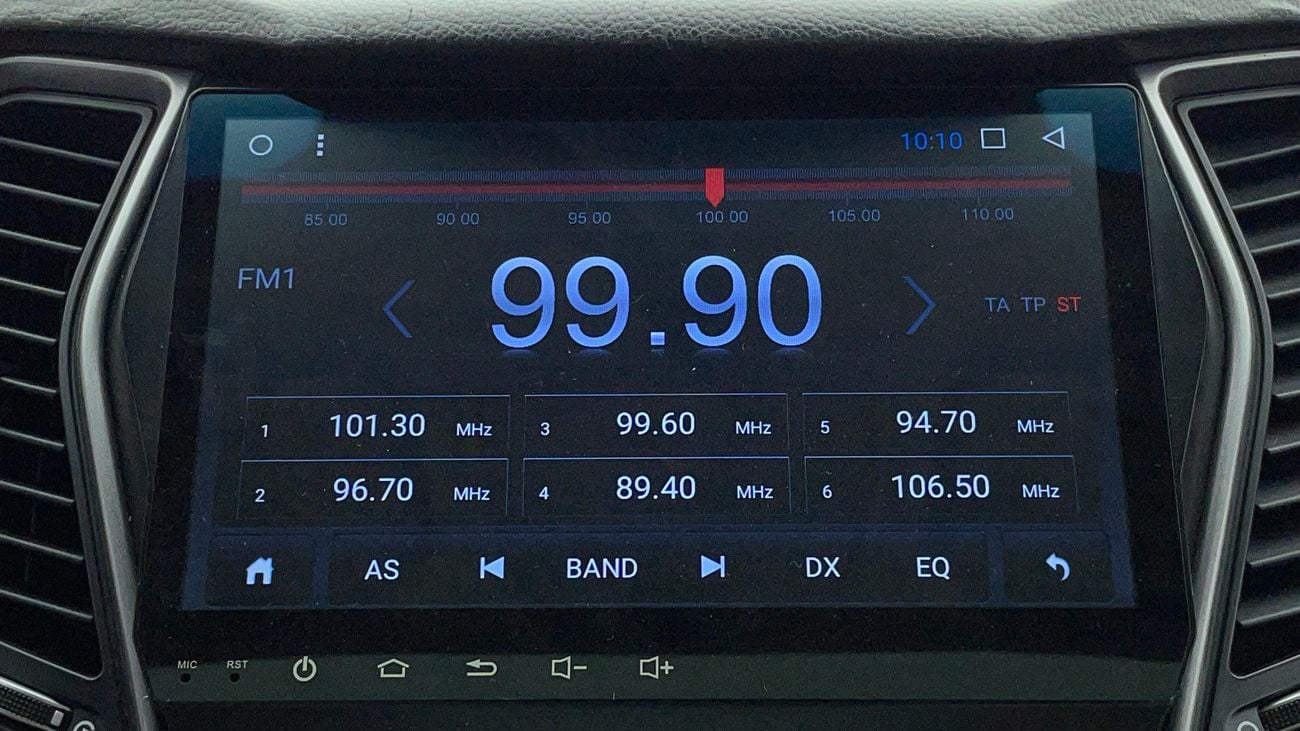 10:10
85.00 90.00 95.00 100.00 105.00 110.00
FM1 99.90 TA TP ST
1 101.30 MHz 3 99.60 MHz 5 94.70 MHz
2 96.70 MHz 4 89.40 MHz 6 106.50 MHz
AS BAND DX EQ
MIC RST